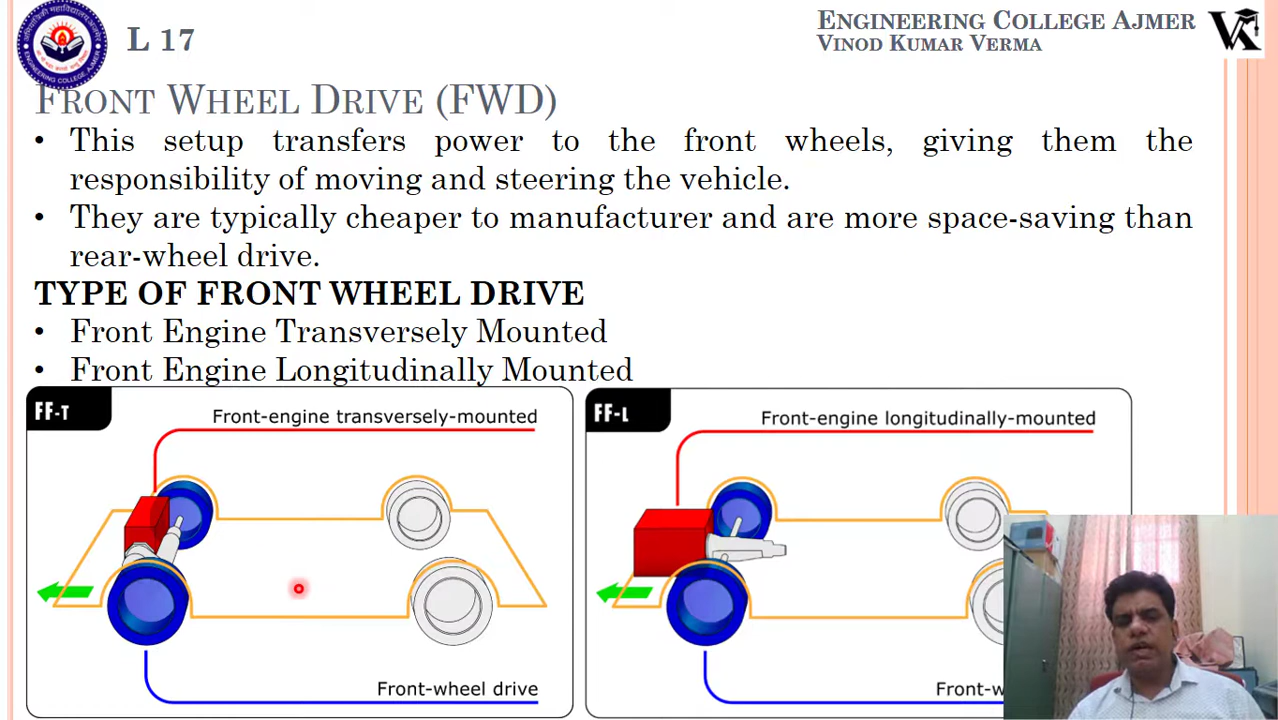 L 17
ENGINEERING COLLEGE AJMER
VINOD KUMAR VERMA
FRONT WHEEL DRIVE (FWD)
• This setup transfers power to the front wheels, giving them the
responsibility of moving and steering the vehicle.
• They are typically cheaper to manufacturer and are more space-saving than
rear-wheel drive.
TYPE OF FRONT WHEEL DRIVE
• Front Engine Transversely Mounted
• Front Engine Longitudinally Mounted
FF-T
Front-engine transversely-mounted
Front-wheel drive
FF-L
Front-engine longitudinally-mounted
Front-w